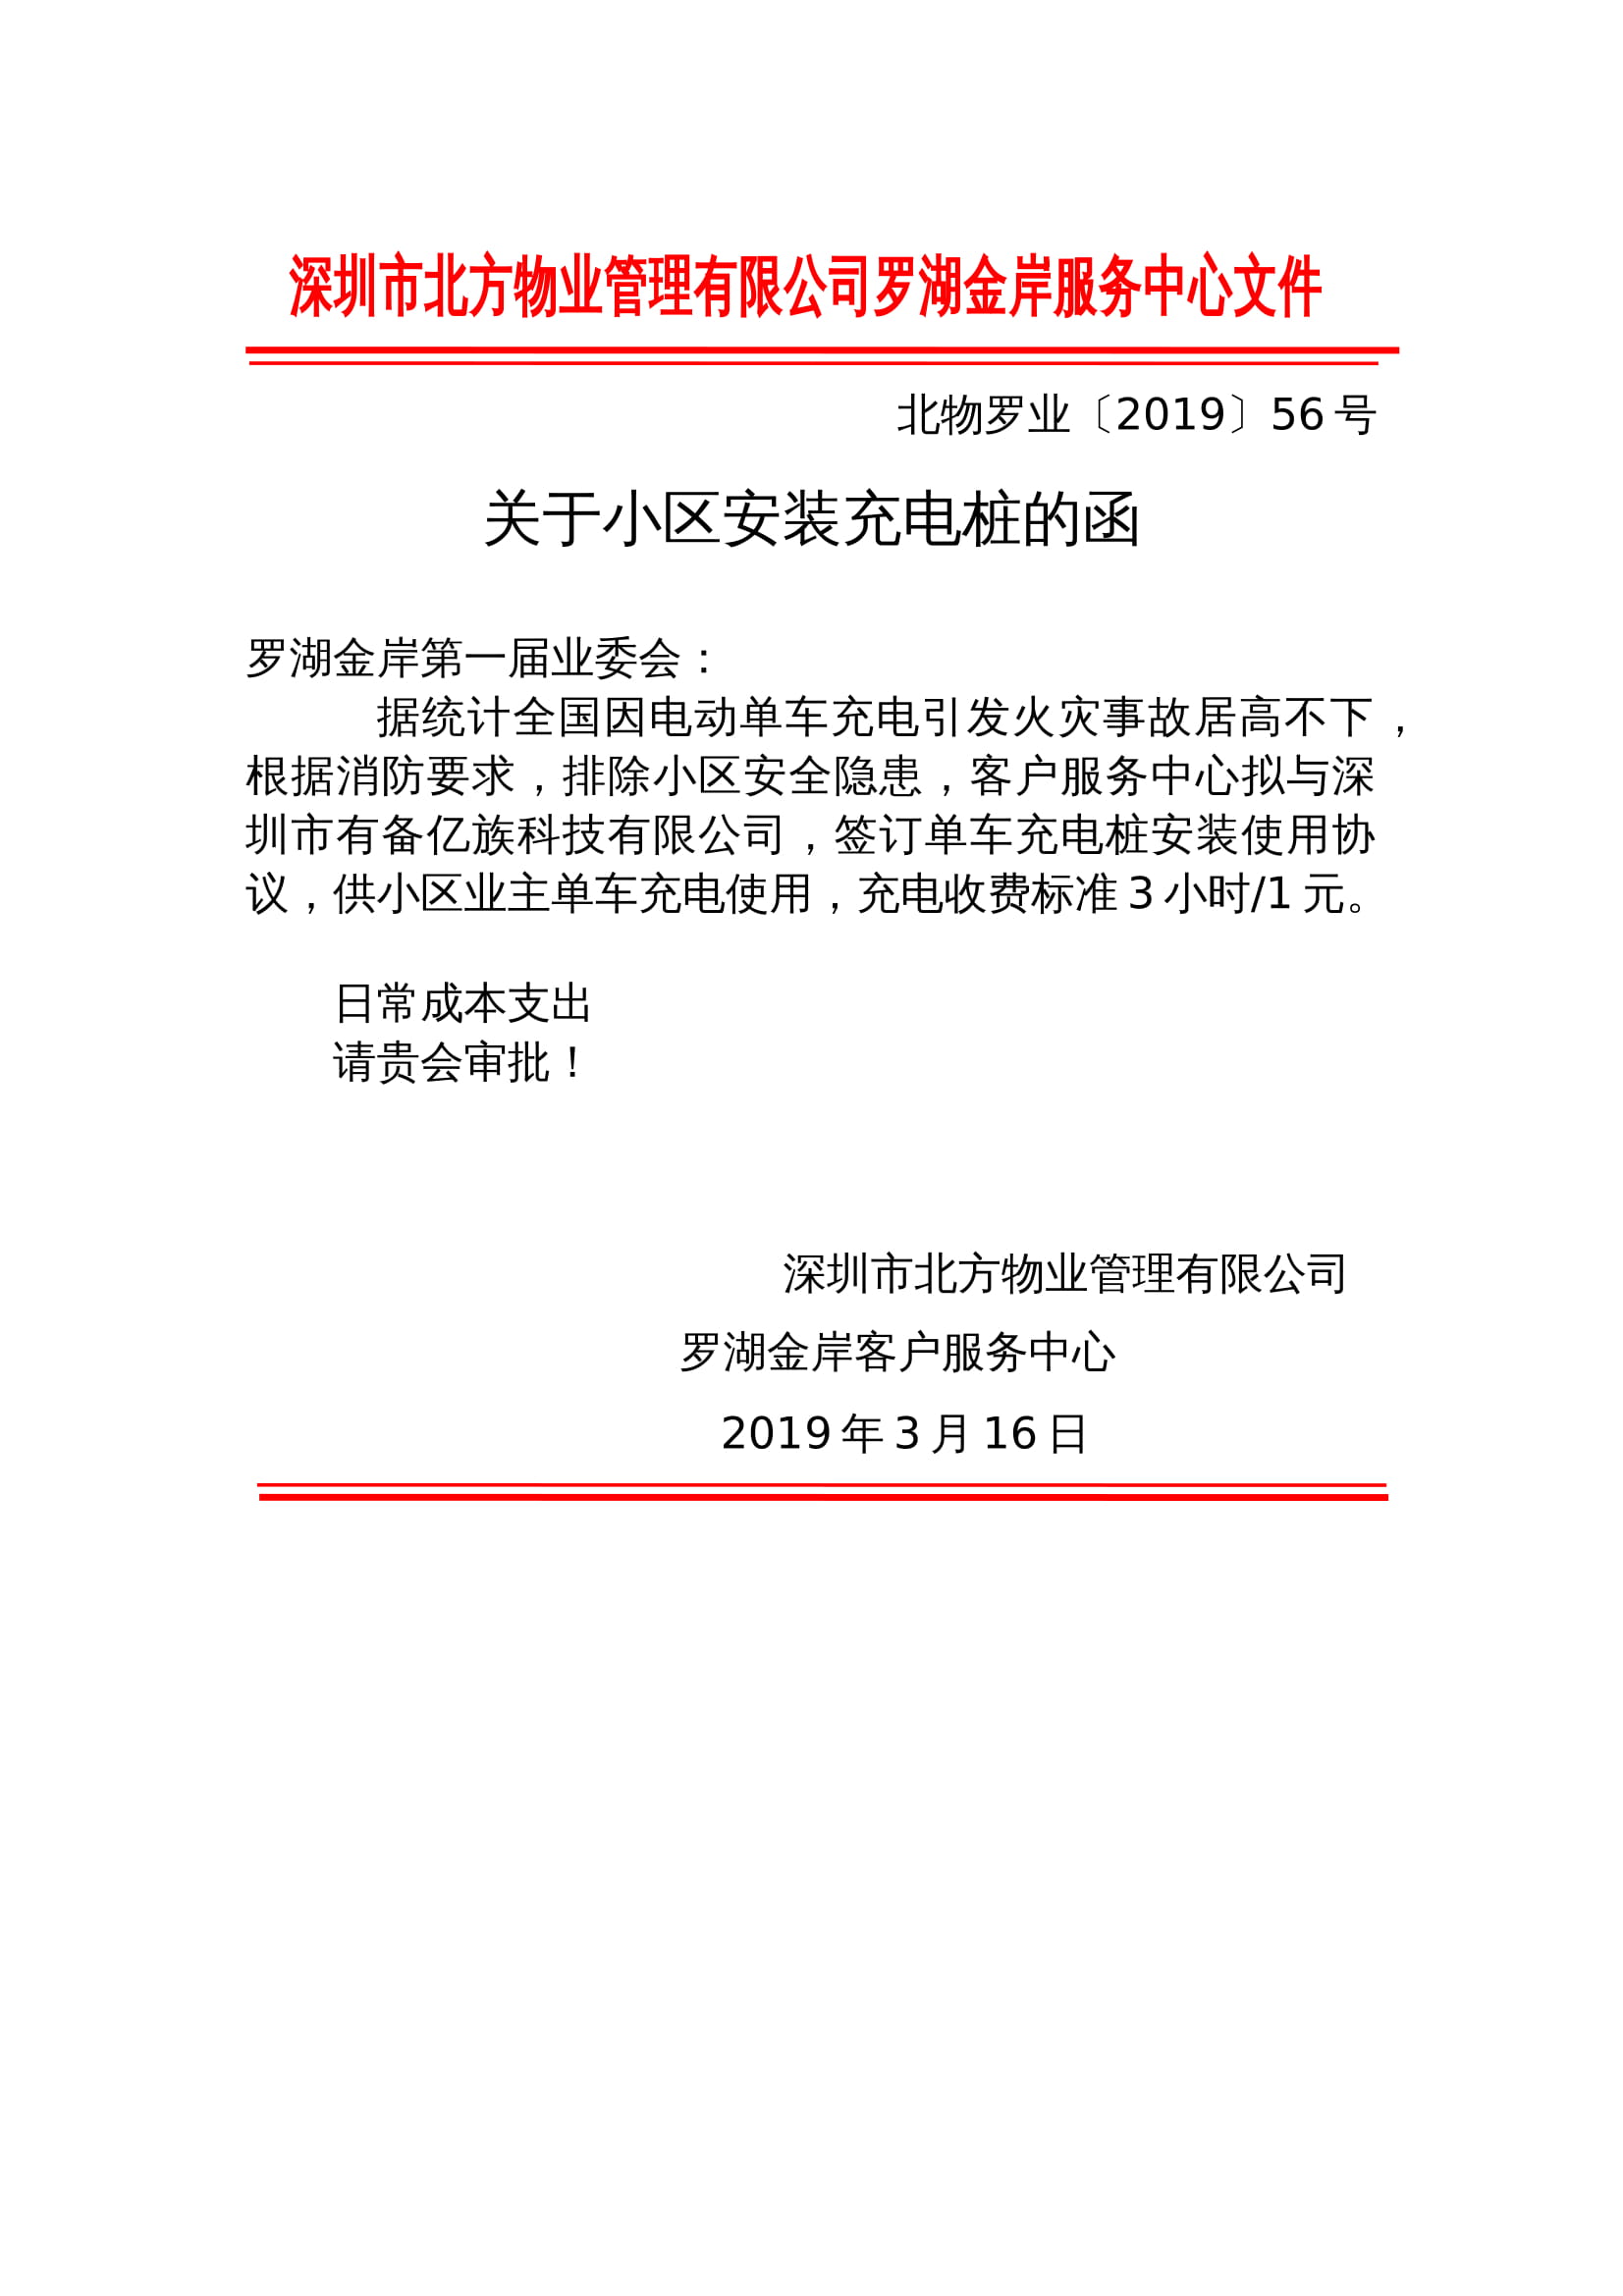 深圳市北方物业管理有限公司罗湖金岸服务中心文件
北物罗业〔2019〕56 号
关于小区安装充电桩的函
罗湖金岸第一届业委会：
据统计全国因电动单车充电引发火灾事故居高不下，
根据消防要求，排除小区安全隐患，客户服务中心拟与深
圳市有备亿族科技有限公司，签订单车充电桩安装使用协
议，供小区业主单车充电使用，充电收费标准 3 小时/1 元。
日常成本支出
请贵会审批！
深圳市北方物业管理有限公司
罗湖金岸客户服务中心
2019 年 3 月 16 日